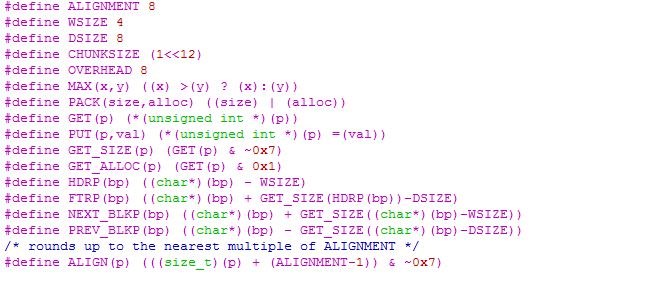 #define ALIGNMENT 8
#define WSIZE 4
#define DSIZE 8
#define CHUNKSIZE (1<<12)
#define OVERHEAD 8
#define MAX(x,y) ((x) >(y) ? (x):(y))
#define PACK(size,alloc) ((size) | (alloc))
#define GET(p) (*(unsigned int *)(p))
#define PUT(p,val) (*(unsigned int *)(p) =(val))
#define GET_SIZE(p) (GET(p) & ~0x7)
#define GET_ALLOC(p) (GET(p) & 0x1)
#define HDRP(bp) ((char*)(bp) - WSIZE)
#define FTRP(bp) ((char*)(bp) + GET_SIZE(HDRP(bp))-DSIZE)
#define NEXT_BLKP(bp) ((char*)(bp) + GET_SIZE((char*)(bp)-WSIZE))
#define PREV_BLKP(bp) ((char*)(bp) - GET_SIZE((char*)(bp)-DSIZE))
/* rounds up to the nearest multiple of ALIGNMENT */
#define ALIGN(p) (((size_t)(p) + (ALIGNMENT-1)) & ~0x7)